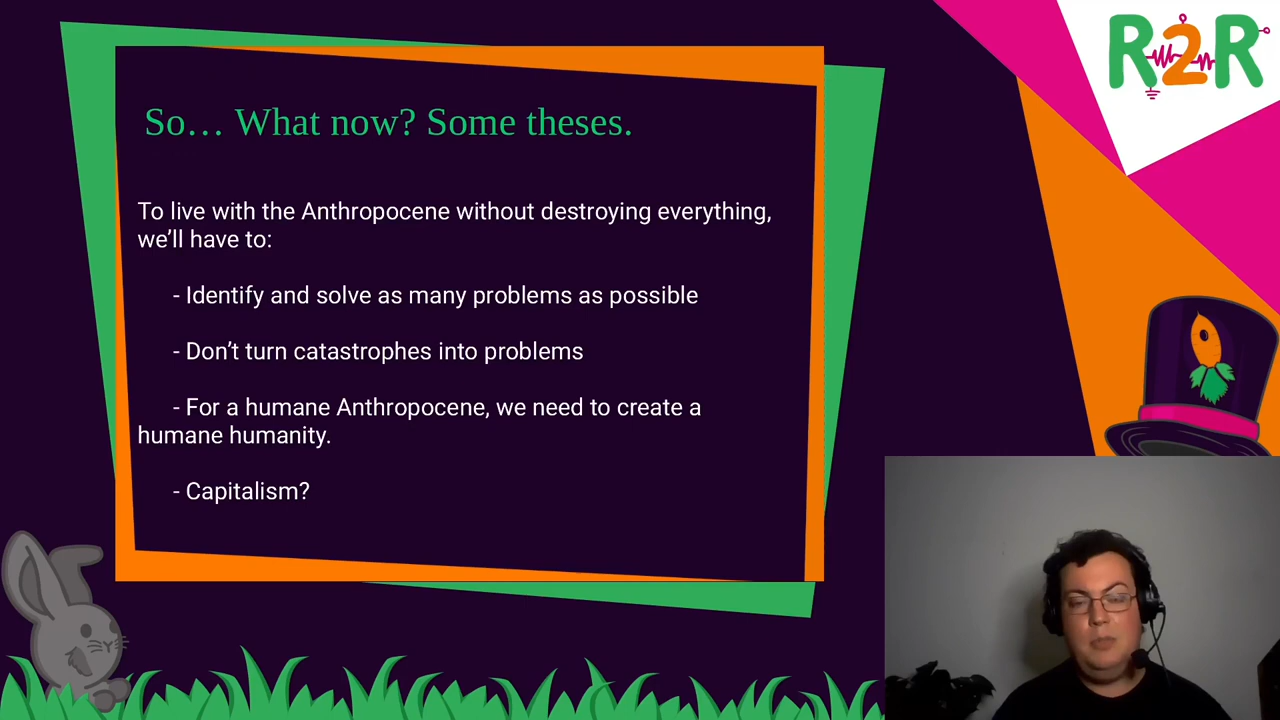 R2R
So… What now? Some theses.
To live with the Anthropocene without destroying everything,
we’ll have to:
- Identify and solve as many problems as possible
- Don’t turn catastrophes into problems
- For a humane Anthropocene, we need to create a
humane humanity.
- Capitalism?